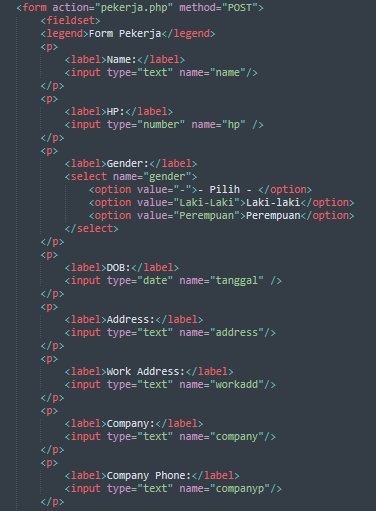 <form action="pekerja.php" method="POST">
<fieldset>
<legend>Form Pekerja</legend>
<p>
<label>Name:</label>
<input type="text" name="name"/>
</p>
<p>
<label>HP:</label>
<input type="number" name="hp" />
</p>
<p>
<label>Gender:</label>
<select name="gender">
<option value="-">- Pilih - </option>
<option value="Laki-Laki">Laki-laki</option>
<option value="Perempuan">Perempuan</option>
</select>
</p>
<p>
<label>DOB:</label>
<input type="date" name="tanggal" />
</p>
<p>
<label>Address:</label>
<input type="text" name="address"/>
</p>
<p>
<label>Work Address:</label>
<input type="text" name="workadd"/>
</p>
<p>
<label>Company:</label>
<input type="text" name="company"/>
</p>
<p>
<label>Company Phone:</label>
<input type="text" name="companyp"/>
</p>